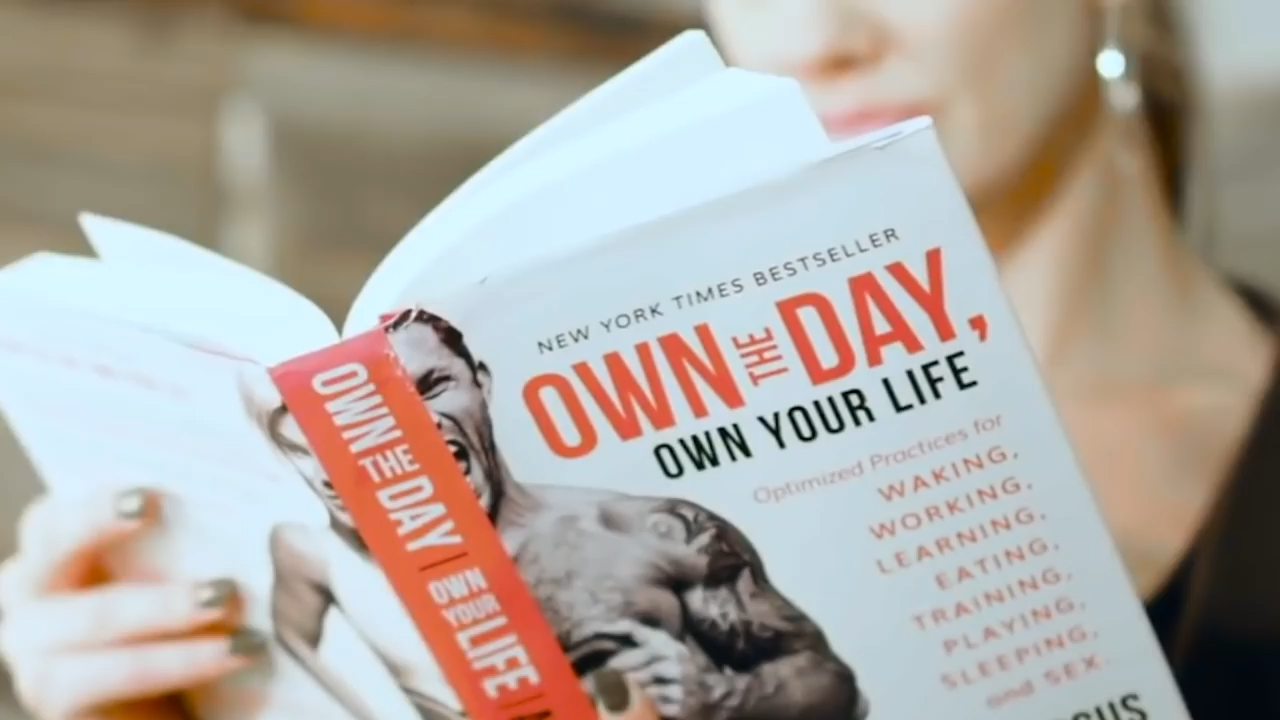 NEW YORK TIMES BESTSELLER
OWN THE DAY,
OWN YOUR LIFE
Optimized Practices for
WAKING,
WORKING,
LEARNING,
EATING,
TRAINING,
PLAYING,
SLEEPING,
and SEX.
OWN THE DAY | OWN YOUR LIFE |